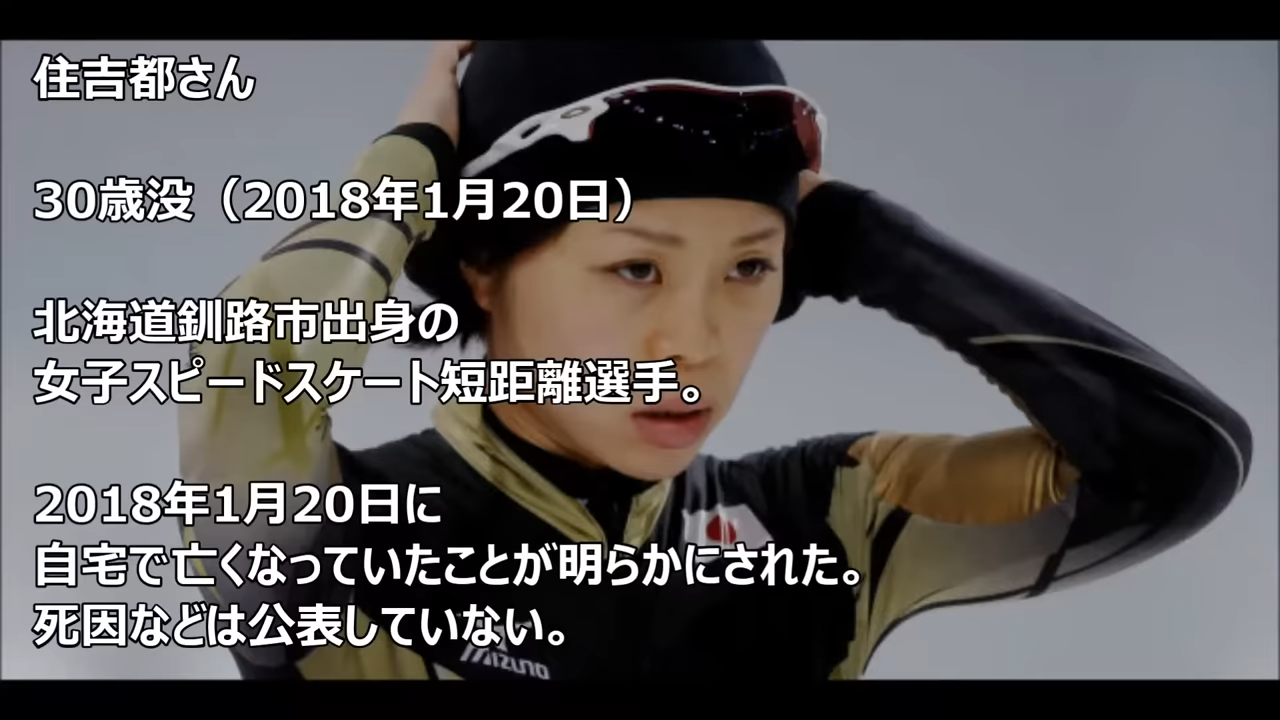 住吉都さん
30歳没（2018年1月20日）
北海道釧路市出身の
女子スピードスケート短距離選手。
2018年1月20日に
自宅で亡くなっていたことが明らかにされた。
死因などは公表していない。
MIZUNO